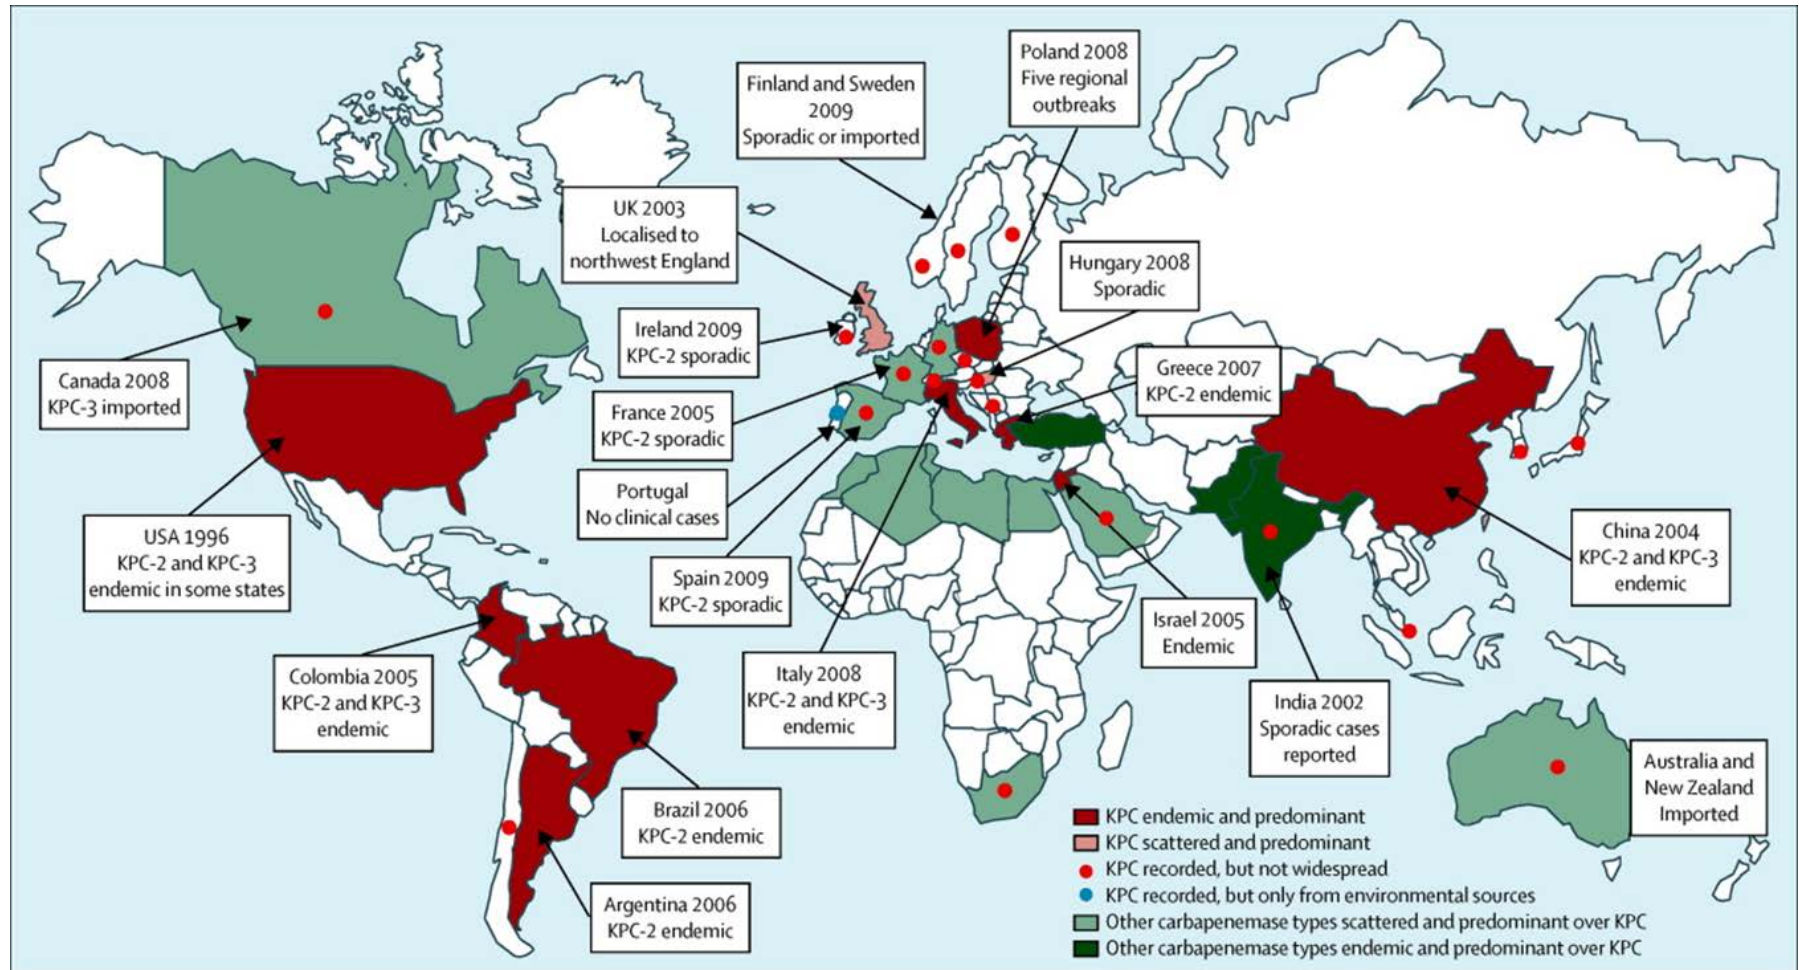 Poland 2008
Five regional
outbreaks
Finland and Sweden
2009
Sporadic or imported
UK 2003
Localised to
northwest England
Hungary 2008
Sporadic
Ireland 2009
KPC-2 sporadic
Greece 2007
KPC-2 endemic
Canada 2008
KPC-3 imported
France 2005
KPC-2 sporadic
Portugal
No clinical cases
USA 1996
KPC-2 and KPC-3
endemic in some states
China 2004
KPC-2 and KPC-3
endemic
Spain 2009
KPC-2 sporadic
Israel 2005
Endemic
Colombia 2005
KPC-2 and KPC-3
endemic
Italy 2008
KPC-2 and KPC-3
endemic
India 2002
Sporadic cases
reported
Australia and
New Zealand
Imported
Brazil 2006
KPC-2 endemic
Argentina 2006
KPC-2 endemic
KPC endemic and predominant
KPC scattered and predominant
KPC recorded, but not widespread
KPC recorded, but only from environmental sources
Other carbapenemase types scattered and predominant over KPC
Other carbapenemase types endemic and predominant over KPC